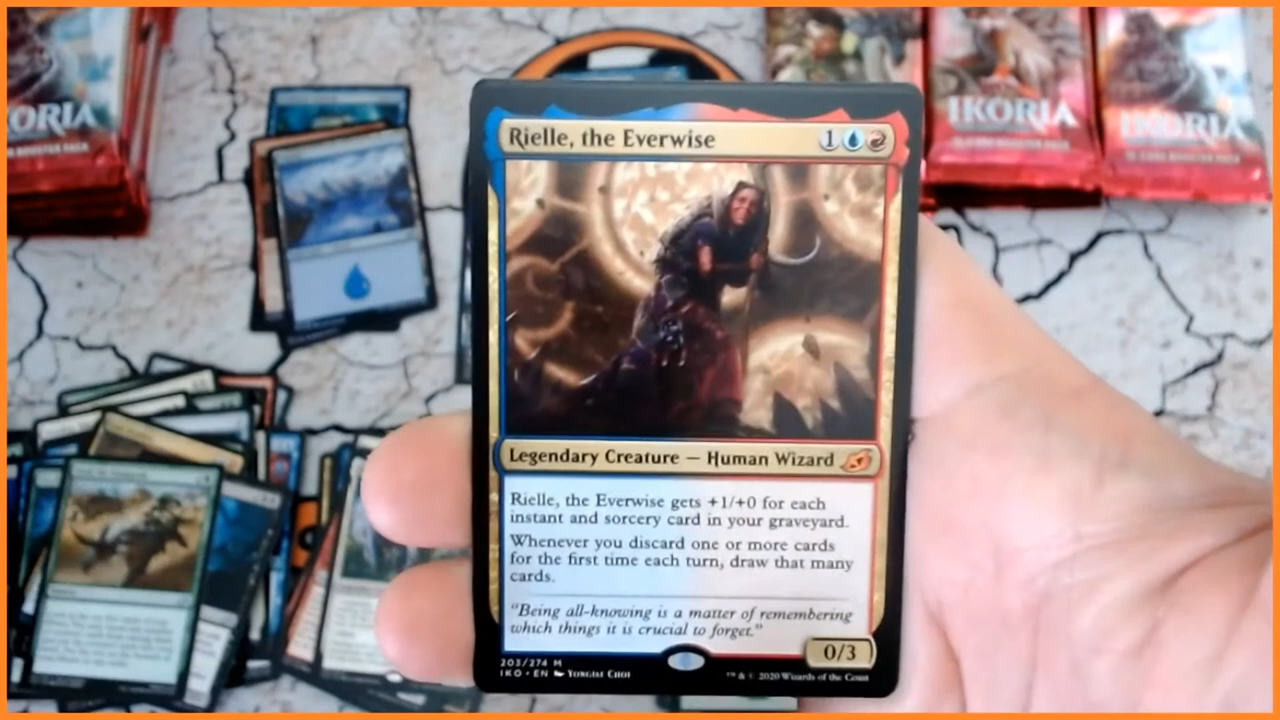 ORIA
IKORIA
IKORIA
Rielle, the Everwise
1
Legendary Creature — Human Wizard
Rielle, the Everwise gets +1/+0 for each
instant and sorcery card in your graveyard.
Whenever you discard one or more cards
for the first time each turn, draw that many
cards.
"Being all-knowing is a matter of remembering
which things it is crucial to forget."
0/3
203/274 M
IKO • EN Yongjae Choi
™ & © 2020 Wizards of the Coast